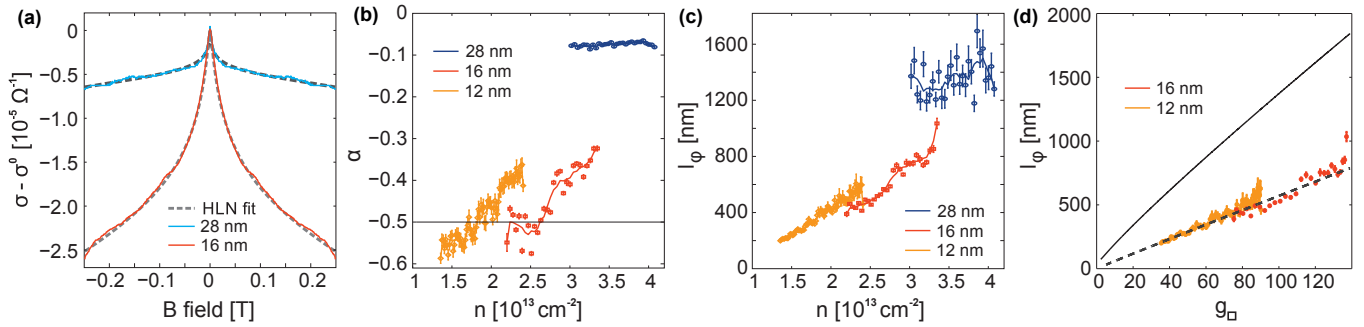 (a)
0
−0.5
−1.0
−1.5
−2.0
−2.5
σ - σ⁰ [10⁻⁵ Ω⁻¹]
HLN fit
28 nm
16 nm
−0.2 −0.1 0 0.1 0.2
B field [T]
(b)
0
−0.1
−0.2
−0.3
−0.4
−0.5
−0.6
α
28 nm
16 nm
12 nm
1 1.5 2 2.5 3 3.5 4
n [10¹³ cm⁻²]
(c)
1600
1200
800
400
0
lφ [nm]
28 nm
16 nm
12 nm
1 1.5 2 2.5 3 3.5 4
n [10¹³ cm⁻²]
(d)
2000
1500
1000
500
0
lφ [nm]
16 nm
12 nm
0 20 40 60 80 100 120
g□